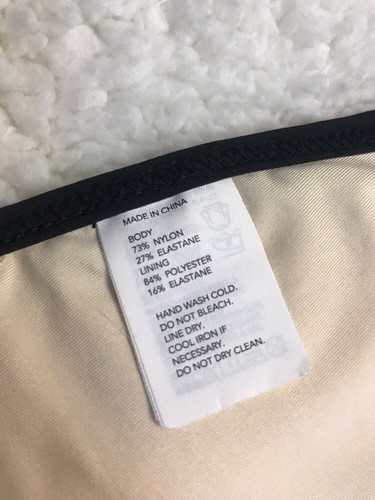 MADE IN CHINA
BODY
73% NYLON
27% ELASTANE
LINING
84% POLYESTER
16% ELASTANE
HAND WASH COLD.
DO NOT BLEACH.
LINE DRY.
COOL IRON IF
NECESSARY.
DO NOT DRY CLEAN.